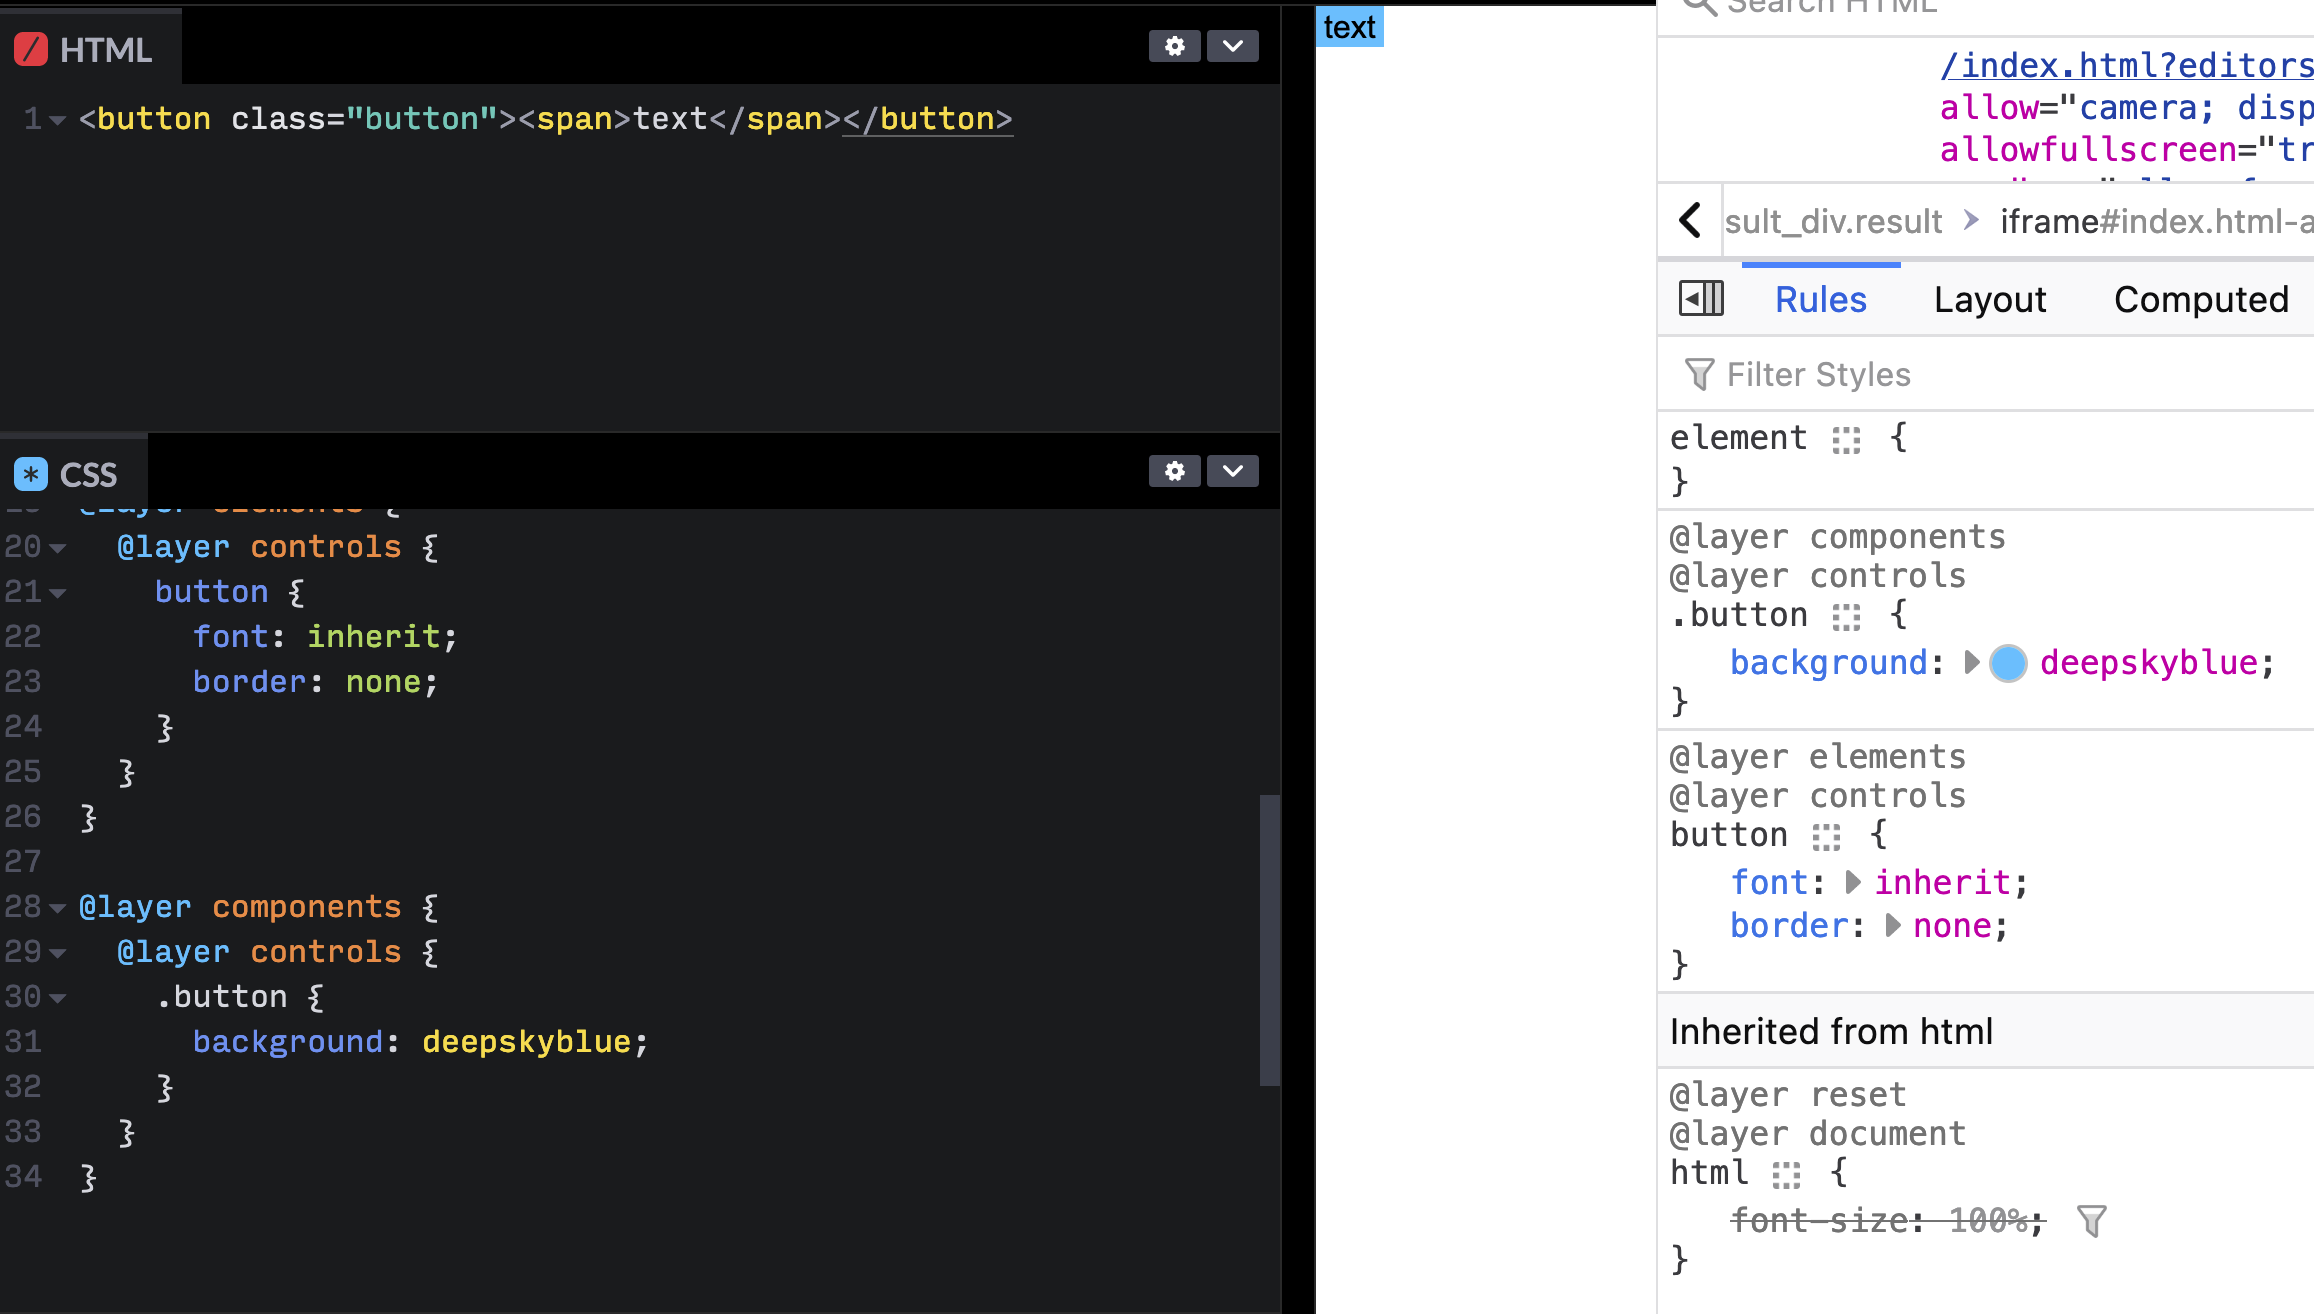 HTML
1 <button class="button"><span>text</span></button>
CSS
@layer elements {
20 @layer controls {
21 button {
22 font: inherit;
23 border: none;
24 }
25 }
26 }
27
28 @layer components {
29 @layer controls {
30 .button {
31 background: deepskyblue;
32 }
33 }
34 }
text
Search HTML
/index.html?editors
allow="camera; disp
allowfullscreen="tr
sult_div.result > iframe#index.html-a
Rules Layout Computed
Filter Styles
element {
}
@layer components
@layer controls
.button {
background: deepskyblue;
}
@layer elements
@layer controls
button {
font: inherit;
border: none;
}
Inherited from html
@layer reset
@layer document
html {
font-size: 100%;
}